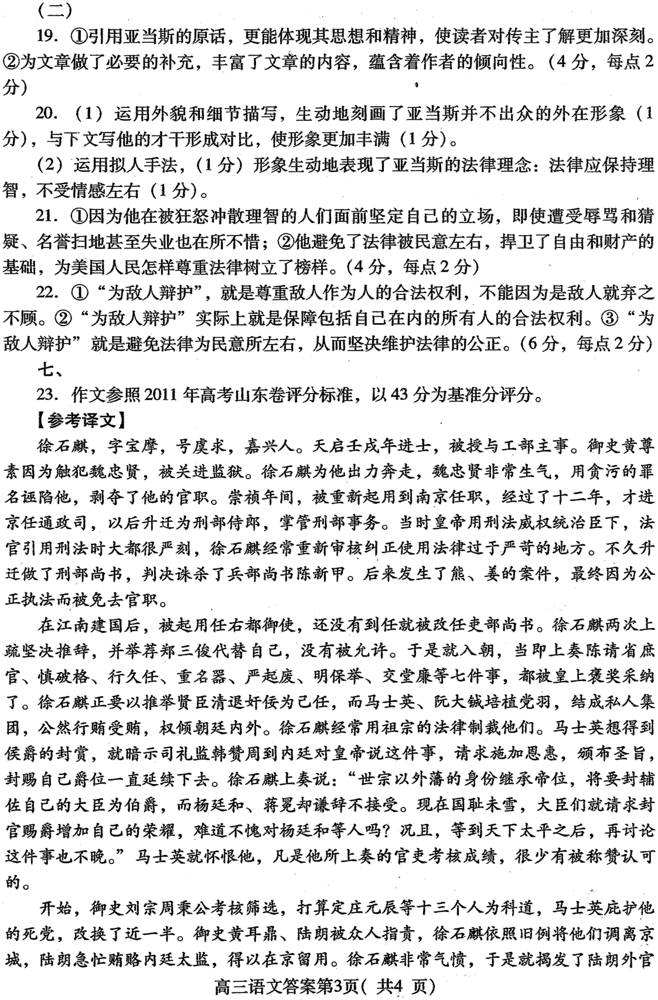 （二）
19．①引用亚当斯的原话，更能体现其思想和精神，使读者对传主了解更加深刻。
②为文章做了必要的补充，丰富了文章的内容，蕴含着作者的倾向性。（4 分，每点 2
分）
20．（1）运用外貌和细节描写，生动地刻画了亚当斯并不出众的外在形象（1
分），与下文写他的才干形成对比，使形象更加丰满（1 分）。
（2）运用拟人手法，（1 分）形象生动地表现了亚当斯的法律理念：法律应保持理
智，不受情感左右（1 分）。
21．①因为他在被狂怒冲散理智的人们面前坚定自己的立场，即使遭受辱骂和猜
疑、名誉扫地甚至失业也在所不惜；②他避免了法律被民意左右，捍卫了自由和财产的
基础，为美国人民怎样尊重法律树立了榜样。（4 分，每点 2 分）
22．①“为敌人辩护”，就是尊重敌人作为人的合法权利，不能因为是敌人就弃之
不顾。②“为敌人辩护”实际上就是保障包括自己在内的所有人的合法权利。③“为
敌人辩护”就是避免法律为民意所左右，从而坚决维护法律的公正。（6 分，每点 2 分）
七、
23．作文参照 2011 年高考山东卷评分标准，以 43 分为基准分评分。
【参考译文】
徐石麒，字宝摩，号虞求，嘉兴人。天启壬戌年进士，被授与工部主事。御史黄尊
素因为触犯魏忠贤，被关进监狱。徐石麒为他出力奔走，魏忠贤非常生气，用贪污的罪
名诬陷他，剥夺了他的官职。崇祯年间，被重新起用到南京任职，经过了十二年，才进
京任通政司，以后升迁为刑部侍郎，掌管刑部事务。当时皇帝用刑法威权统治臣下，法
官引用刑法时大都很严刻，徐石麒经常重新审核纠正使用法律过于严苛的地方。不久升
迁做了刑部尚书，判决诛杀了兵部尚书陈新甲。后来发生了熊、姜的案件，最终因为公
正执法而被免去官职。
在江南建国后，被起用任右都御使，还没有到任就被改任吏部尚书。徐石麒两次上
疏坚决推辞，并举荐郑三俊代替自己，没有被允许。于是就入朝，当即上奏陈请省庶
官、慎破格、行久任、重名器、严起废、明保举、交堂廉等七件事，都被皇上褒奖采纳
了。徐石麒正要以推举贤臣清退奸佞为己任，而马士英、阮大铖培植党羽，结成私人集
团，公然行贿受贿，权倾朝廷内外。徐石麒经常用祖宗的法律制裁他们。马士英想得到
侯爵的封赏，就暗示司礼监韩赞周到内廷对皇帝说这件事，请求施加恩惠，颁布圣旨，
封赐自己爵位一直延续下去。徐石麒上奏说：“世宗以外藩的身份继承帝位，将要封辅
佐自己的大臣为伯爵，而杨廷和、蒋冕却谦辞不接受。现在国耻未雪，大臣们就请求封
官赐爵增加自己的荣耀，难道不愧对杨廷和等人吗？况且，等到天下太平之后，再讨论
这件事也不晚。”马士英就怀恨他，凡是他所上奏的官吏考核成绩，很少有被称赞认可
的。
开始，御史刘宗周秉公考核筛选，打算定庄元辰等十三个人为科道，马士英庇护他
的死党，改换了近一半。御史黄耳鼎、陆朗被众人指责，徐石麒依照旧例将他们调离京
城，陆朗急忙贿赂内廷太监，得以在京留用。徐石麒非常气愤，于是就揭发了陆朗外官
高三语文答案第3页( 共4 页)